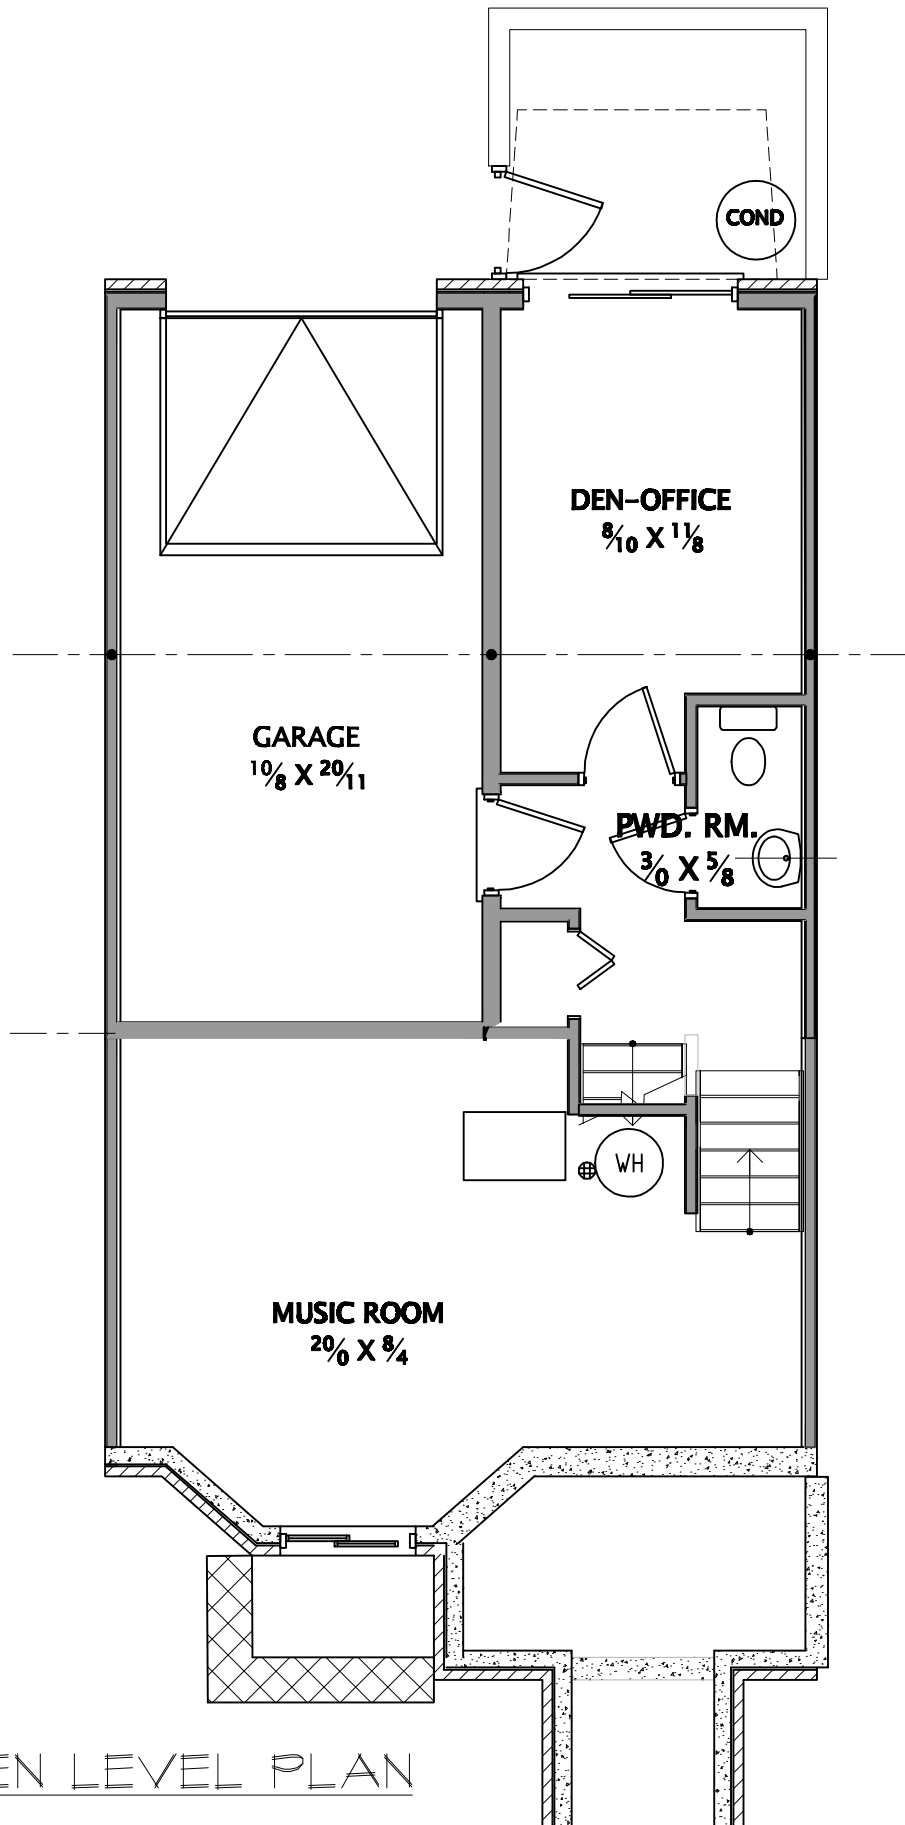 COND
DEN-OFFICE
8/10 X 11/8
GARAGE
10/8 X 20/11
PWD. RM.
3/0 X 5/8
WH
MUSIC ROOM
20/0 X 8/4
LEVEL PLAN